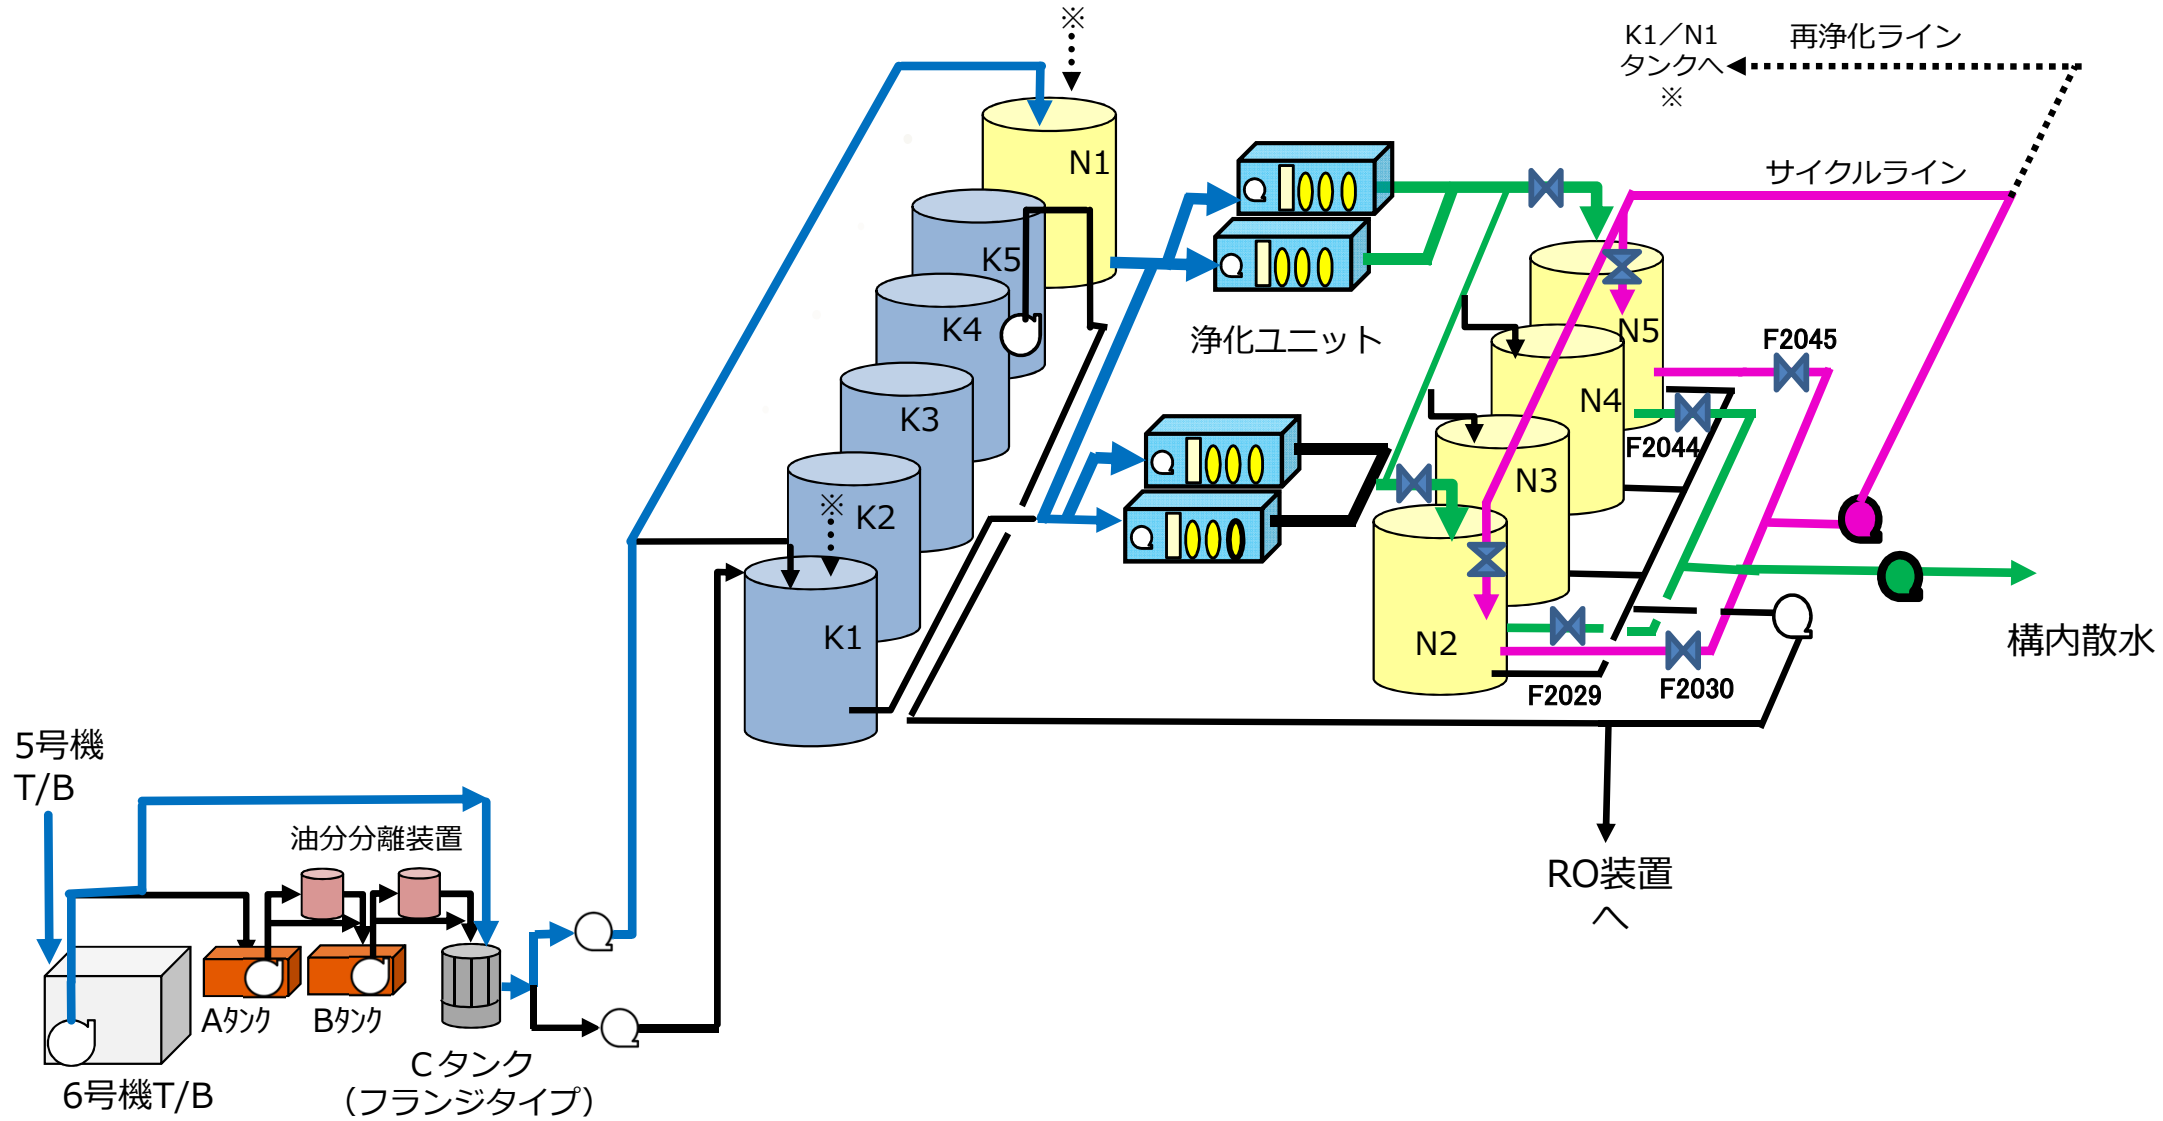 ※
K1／N1
タンクへ
※
再浄化ライン
サイクルライン
N1
K5
K4
K3
K2
※
K1
浄化ユニット
N5
N4
N3
N2
F2045
F2044
F2029
F2030
構内散水
RO装置
へ
5号機
T/B
油分分離装置
Aﾀﾝｸ
Bﾀﾝｸ
Cタンク
（フランジタイプ）
6号機T/B